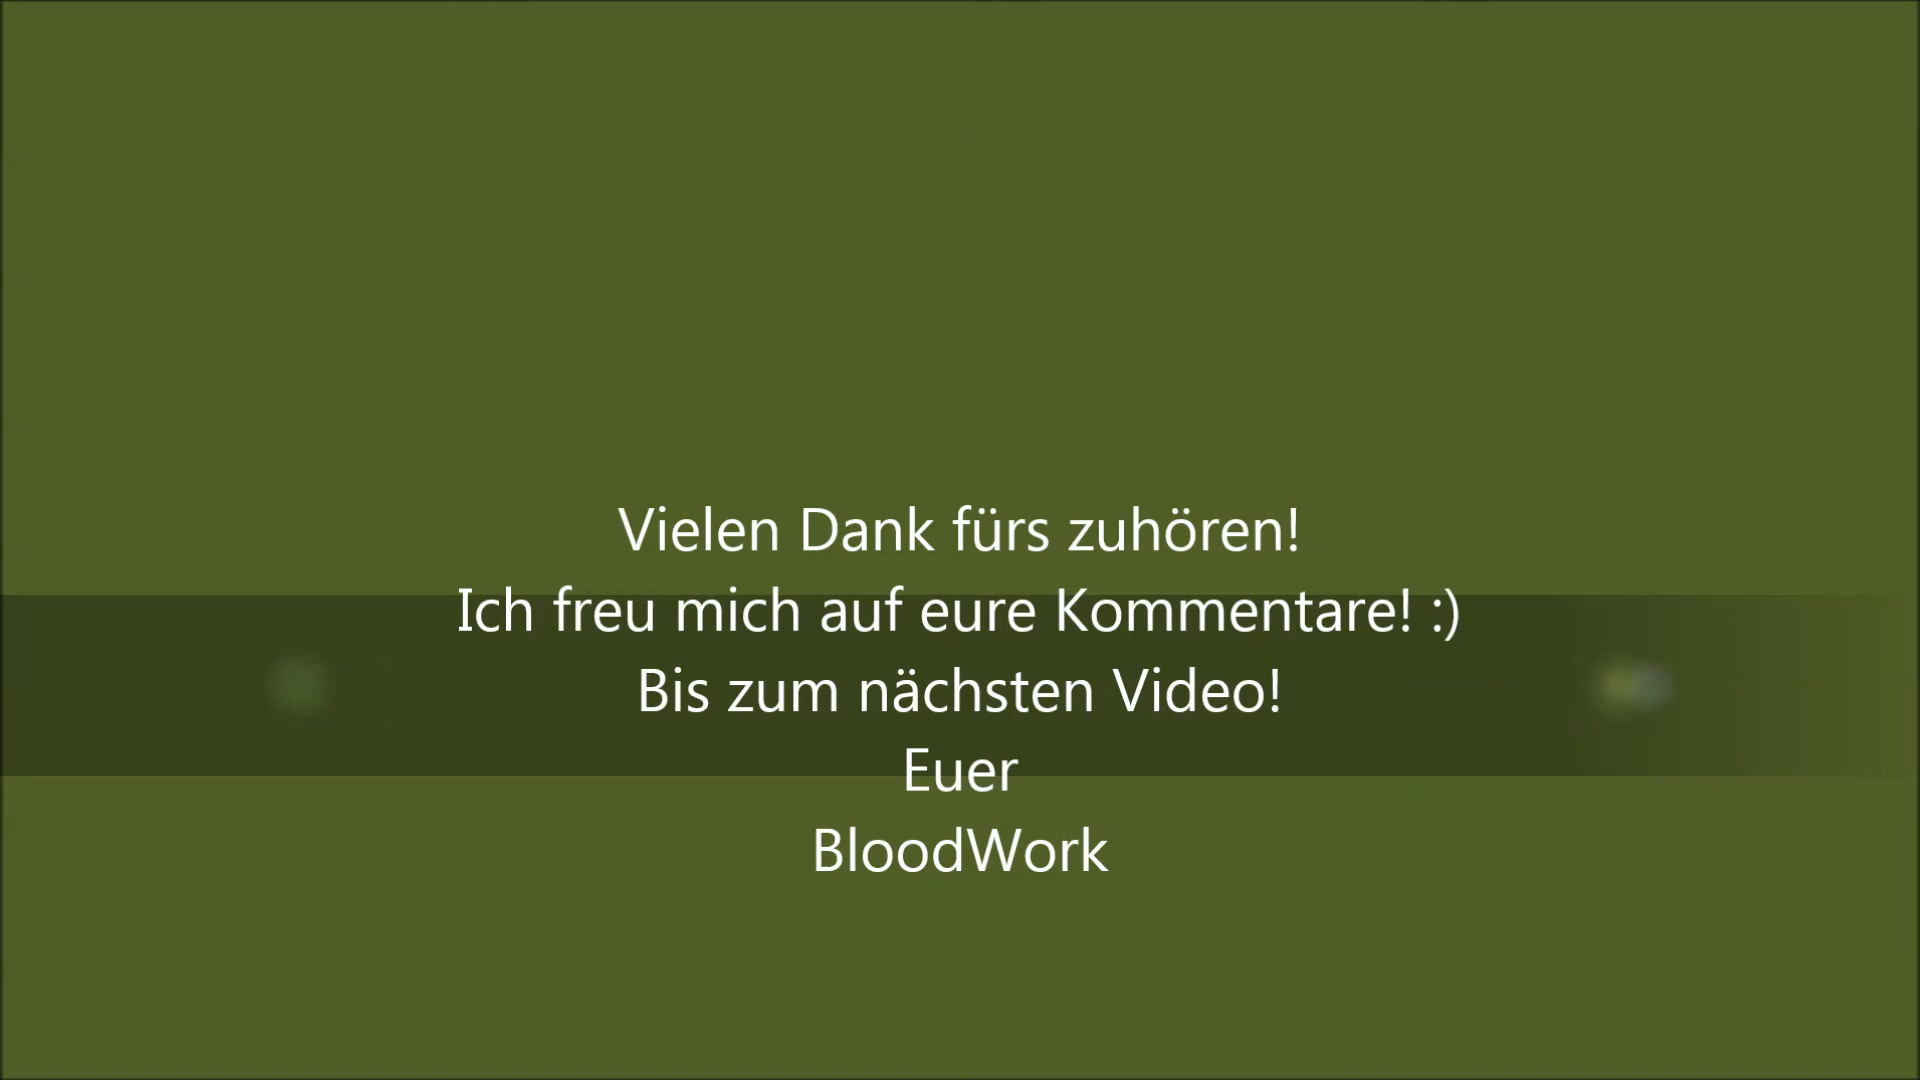 Vielen Dank fürs zuhören!
Ich freu mich auf eure Kommentare! :)
Bis zum nächsten Video!
Euer
BloodWork